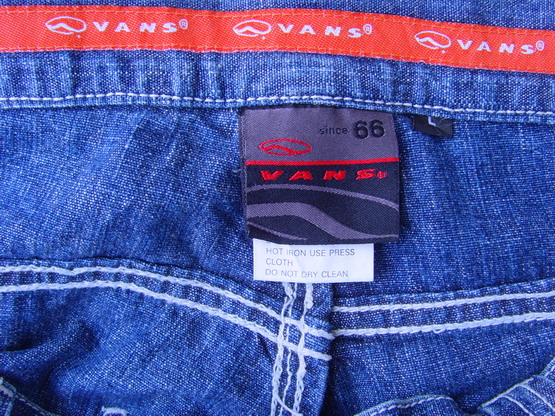 VANS® VANS® VANS®
since 66
L
VANS®
HOT IRON USE PRESS
CLOTH
DO NOT DRY CLEAN